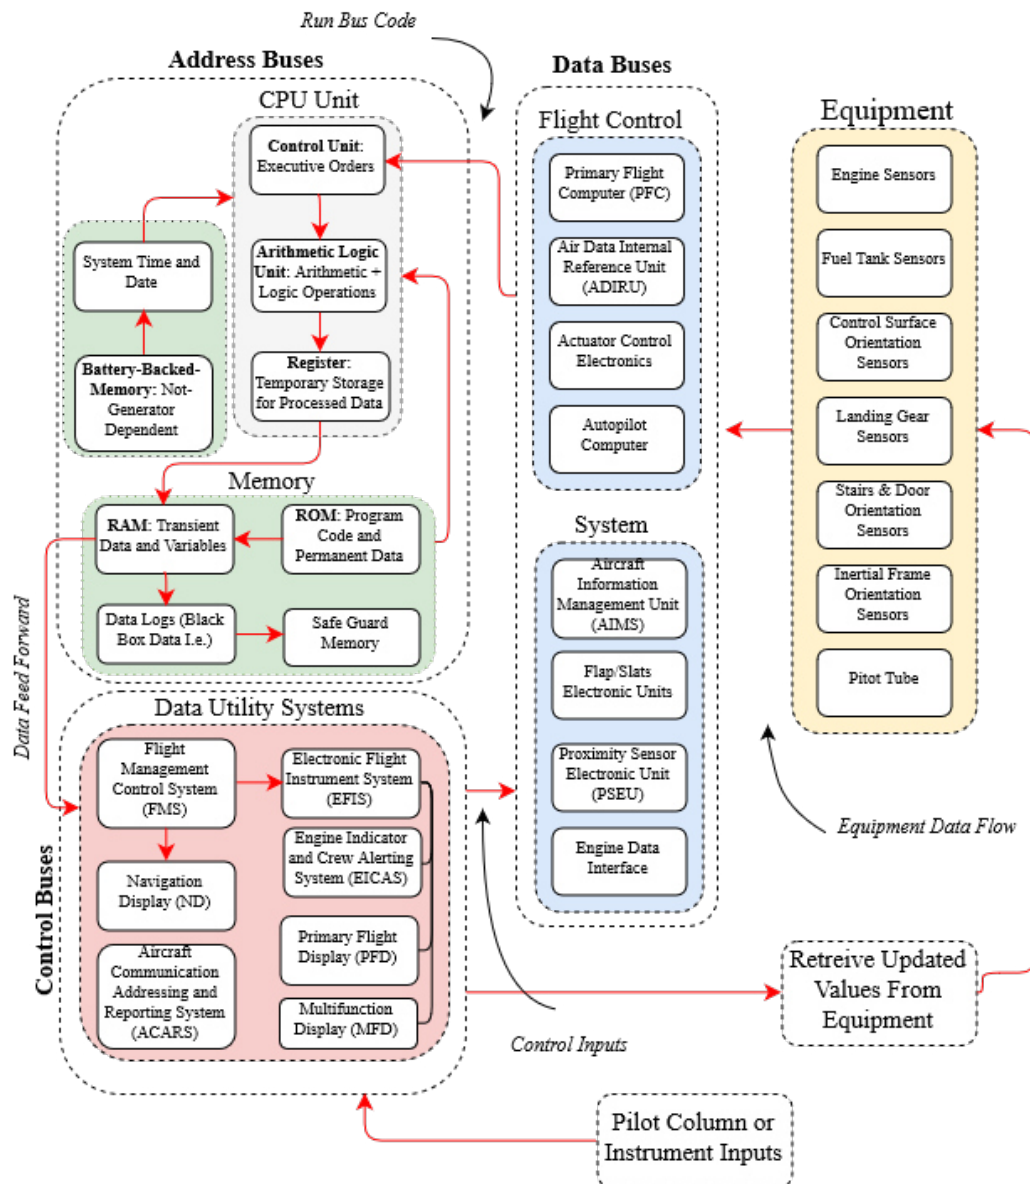 Run Bus Code
Address Buses
CPU Unit
Control Unit:
Executive Orders
Arithmetic Logic
Unit: Arithmetic +
Logic Operations
Register:
Temporary Storage
for Processed Data
System Time and
Date
Battery-Backed-
Memory: Not-
Generator
Dependent
Memory
RAM: Transient
Data and Variables
ROM: Program
Code and
Permanent Data
Data Logs (Black
Box Data I.e.)
Safe Guard
Memory
Data Feed Forward
Data Buses
Flight Control
Primary Flight
Computer (PFC)
Air Data Internal
Reference Unit
(ADIRU)
Actuator Control
Electronics
Autopilot
Computer
System
Aircraft
Information
Management Unit
(AIMS)
Flap/Slats
Electronic Units
Proximity Sensor
Electronic Unit
(PSEU)
Engine Data
Interface
Equipment
Engine Sensors
Fuel Tank Sensors
Control Surface
Orientation
Sensors
Landing Gear
Sensors
Stairs & Door
Orientation
Sensors
Inertial Frame
Orientation
Sensors
Pitot Tube
Equipment Data Flow
Control Buses
Data Utility Systems
Flight
Management
Control System
(FMS)
Electronic Flight
Instrument System
(EFIS)
Engine Indicator
and Crew Alerting
System (EICAS)
Navigation
Display (ND)
Primary Flight
Display (PFD)
Aircraft
Communication
Addressing and
Reporting System
(ACARS)
Multifunction
Display (MFD)
Control Inputs
Retreive Updated
Values From
Equipment
Pilot Column or
Instrument Inputs